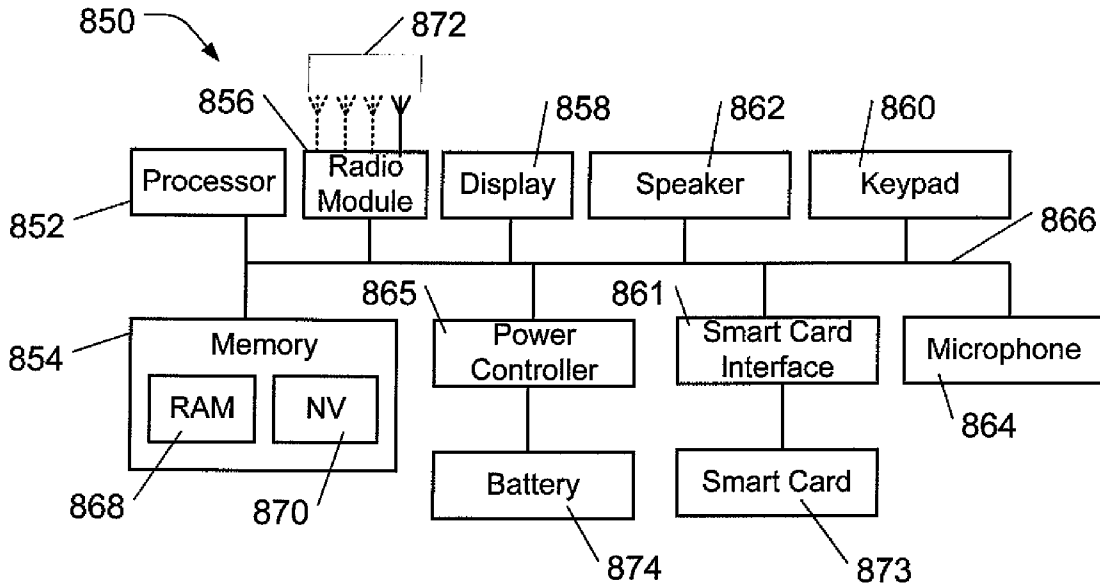 850
872
856
858
862
860
Processor
Radio
Module
Display
Speaker
Keypad
852
866
865
861
854
Memory
RAM
NV
Power
Controller
Smart Card
Interface
Microphone
864
868
870
Battery
Smart Card
874
873